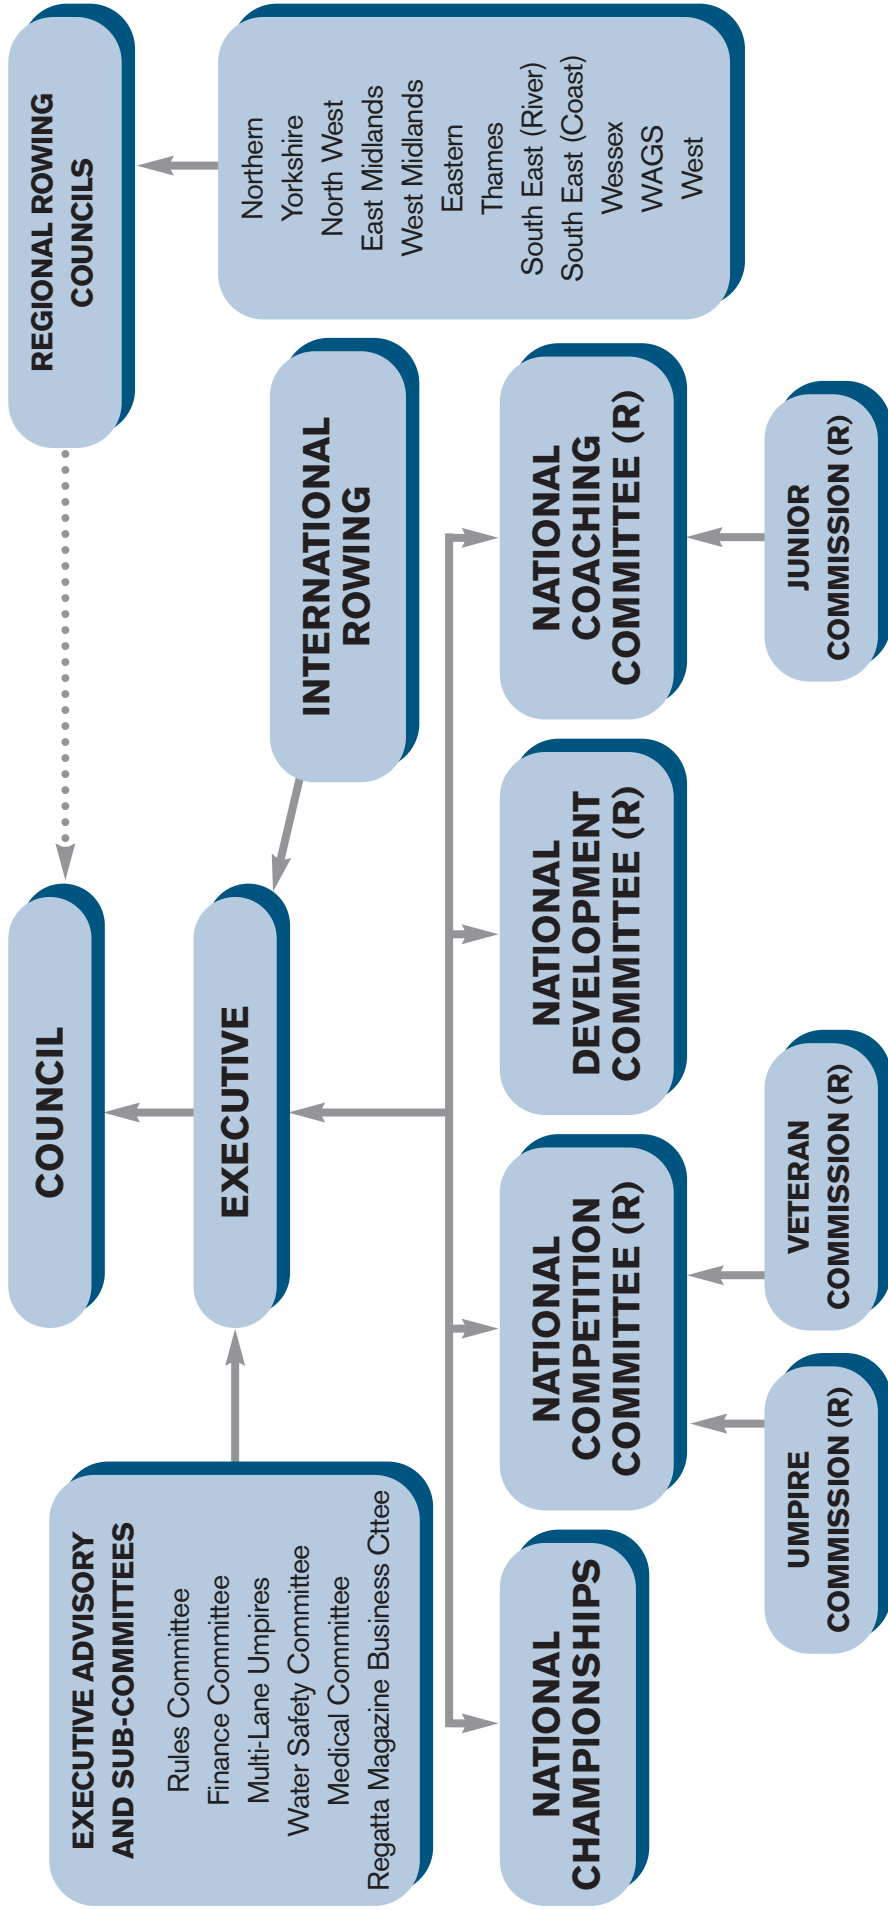 COUNCIL
REGIONAL ROWING
COUNCILS
EXECUTIVE ADVISORY
AND SUB-COMMITTEES
Rules Committee
Finance Committee
Multi-Lane Umpires
Water Safety Committee
Medical Committee
Regatta Magazine Business Cttee
EXECUTIVE
INTERNATIONAL
ROWING
Northern
Yorkshire
North West
East Midlands
West Midlands
Eastern
Thames
South East (River)
South East (Coast)
Wessex
WAGS
West
NATIONAL
CHAMPIONSHIPS
NATIONAL
COMPETITION
COMMITTEE (R)
NATIONAL
DEVELOPMENT
COMMITTEE (R)
NATIONAL
COACHING
COMMITTEE (R)
UMPIRE
COMMISSION (R)
VETERAN
COMMISSION (R)
JUNIOR
COMMISSION (R)